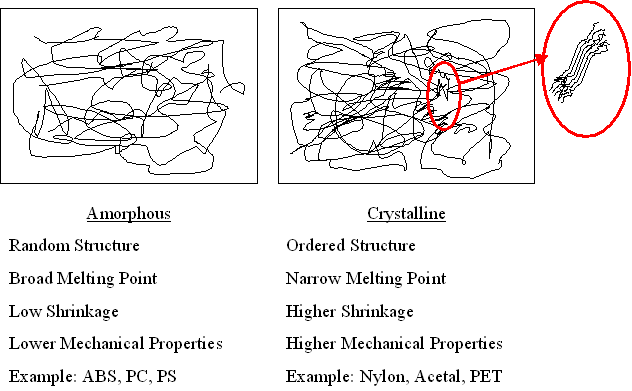 Amorphous
Random Structure
Broad Melting Point
Low Shrinkage
Lower Mechanical Properties
Example: ABS, PC, PS
Crystalline
Ordered Structure
Narrow Melting Point
Higher Shrinkage
Higher Mechanical Properties
Example: Nylon, Acetal, PET